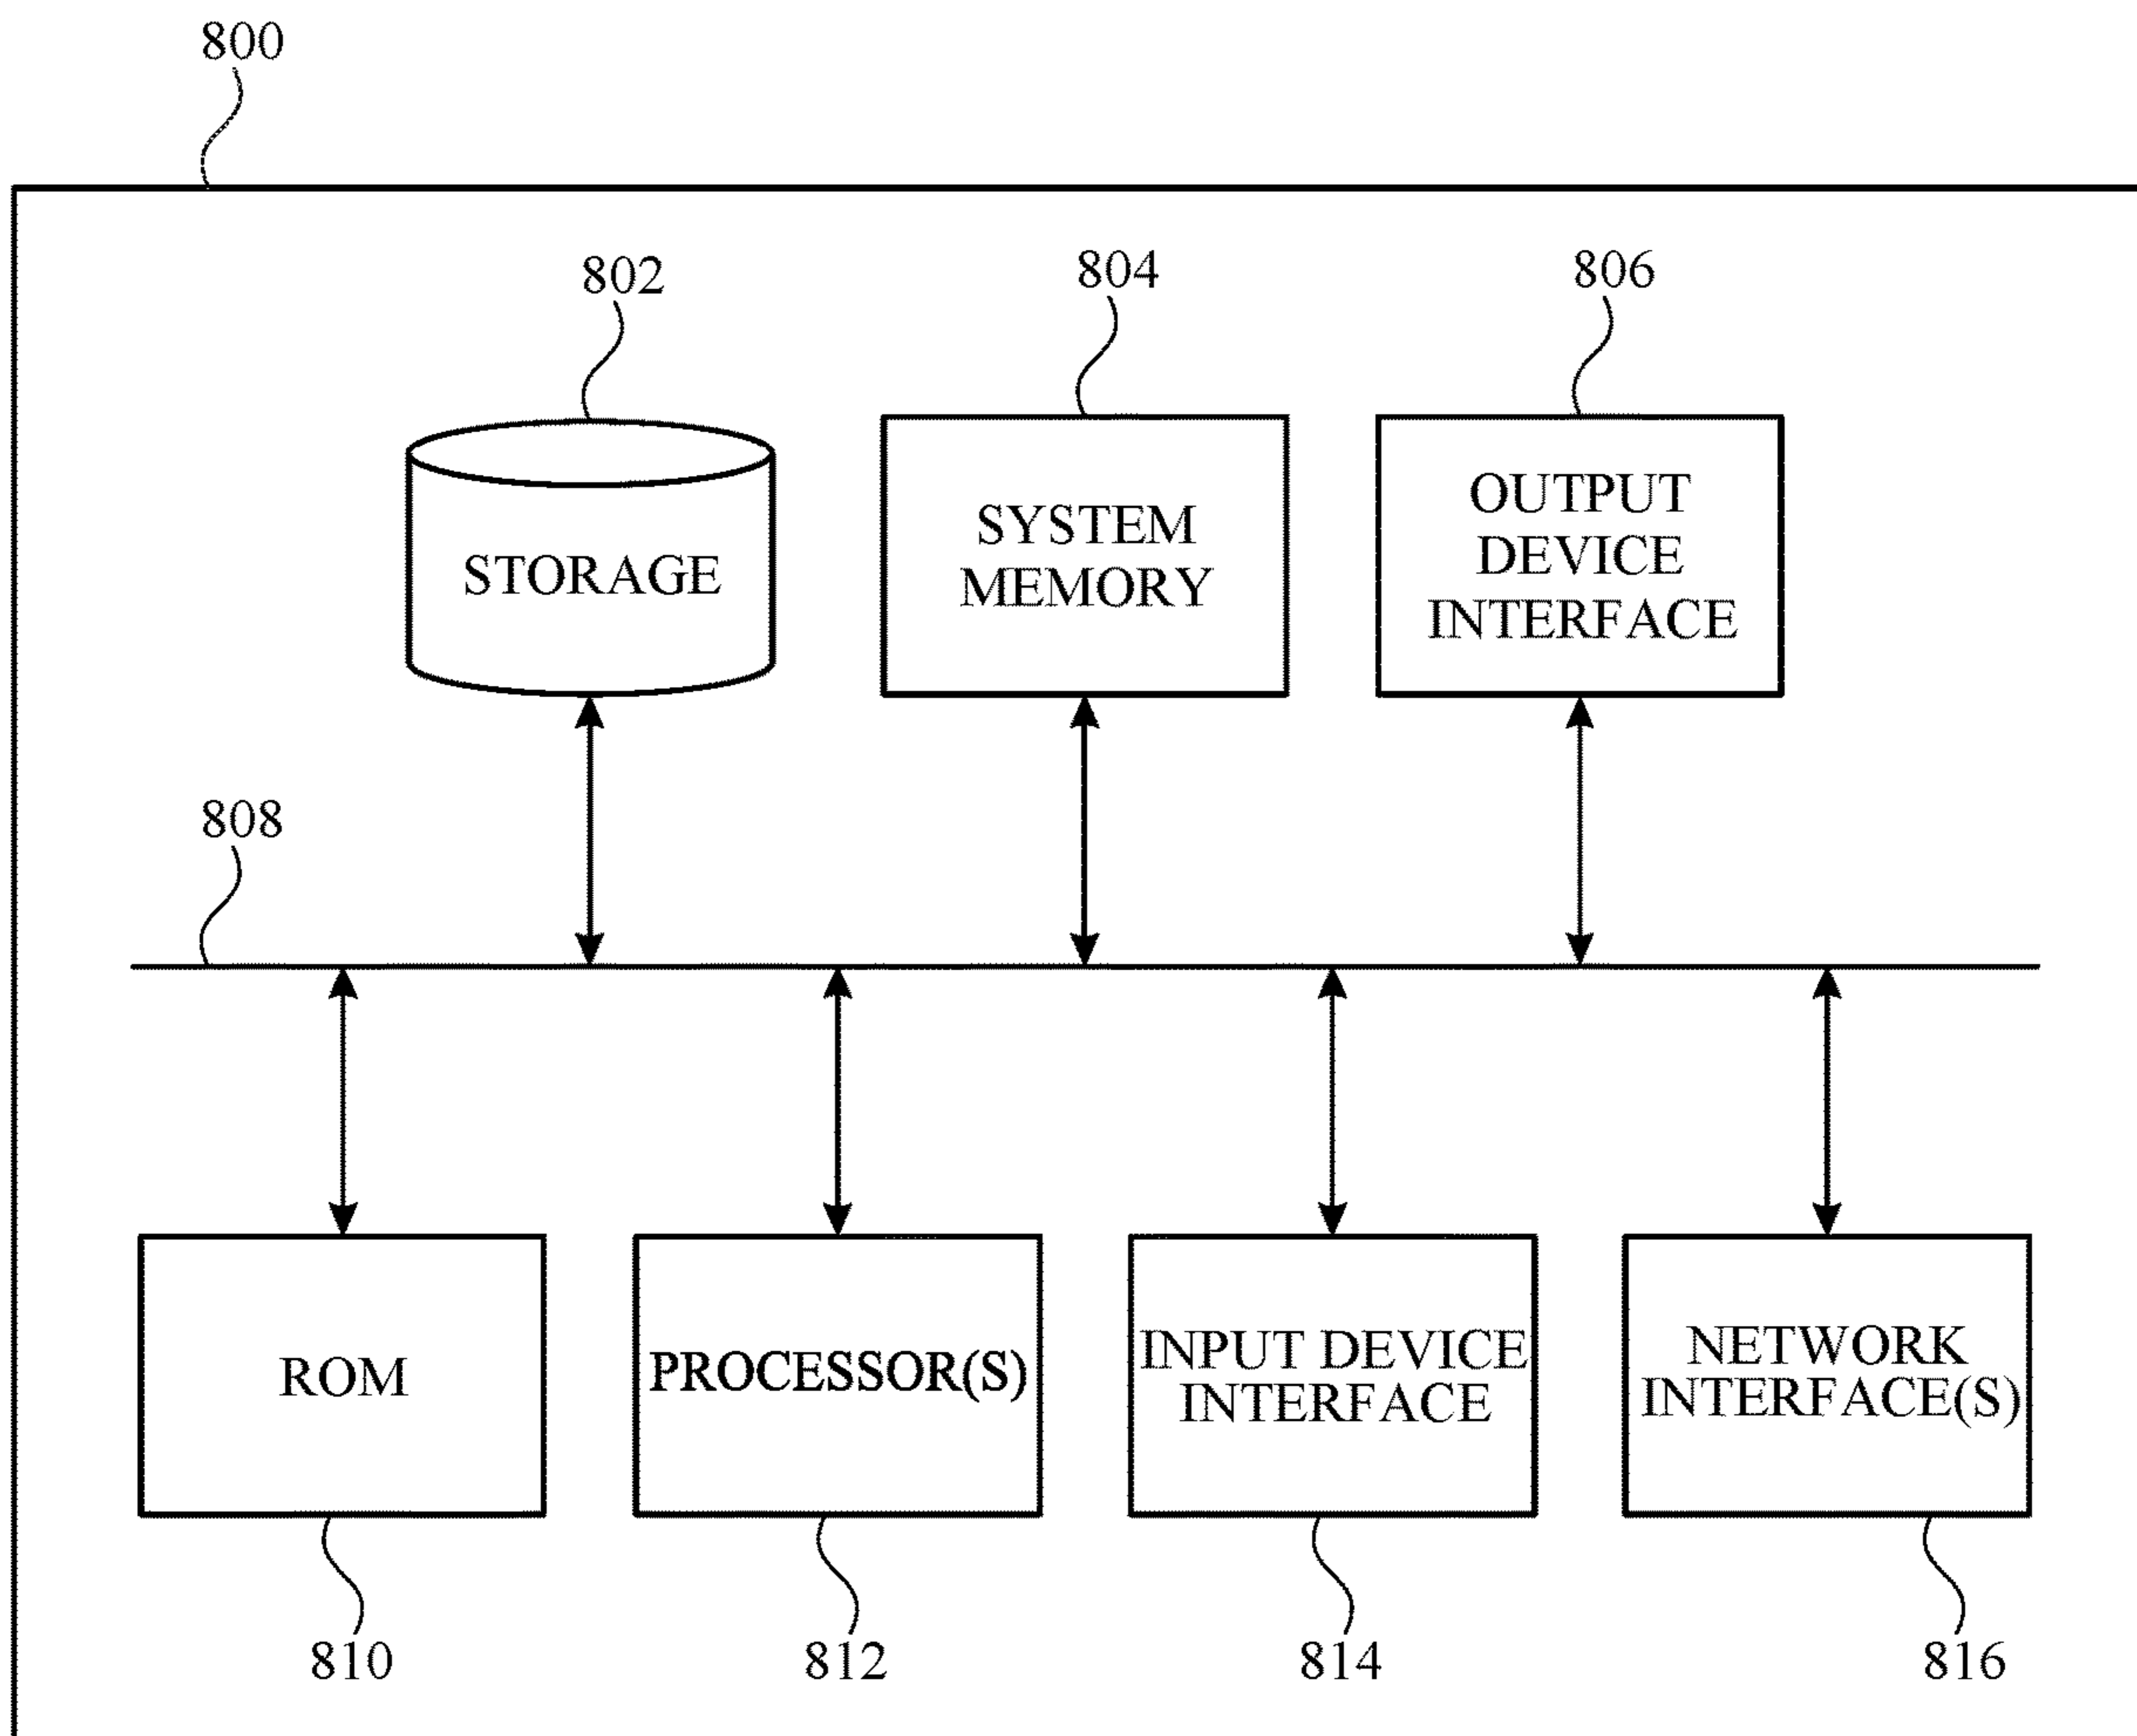 800
802
804
806
STORAGE
SYSTEM
MEMORY
OUTPUT
DEVICE
INTERFACE
808
ROM
PROCESSOR(S)
INPUT DEVICE
INTERFACE
NETWORK
INTERFACE(S)
810
812
814
816